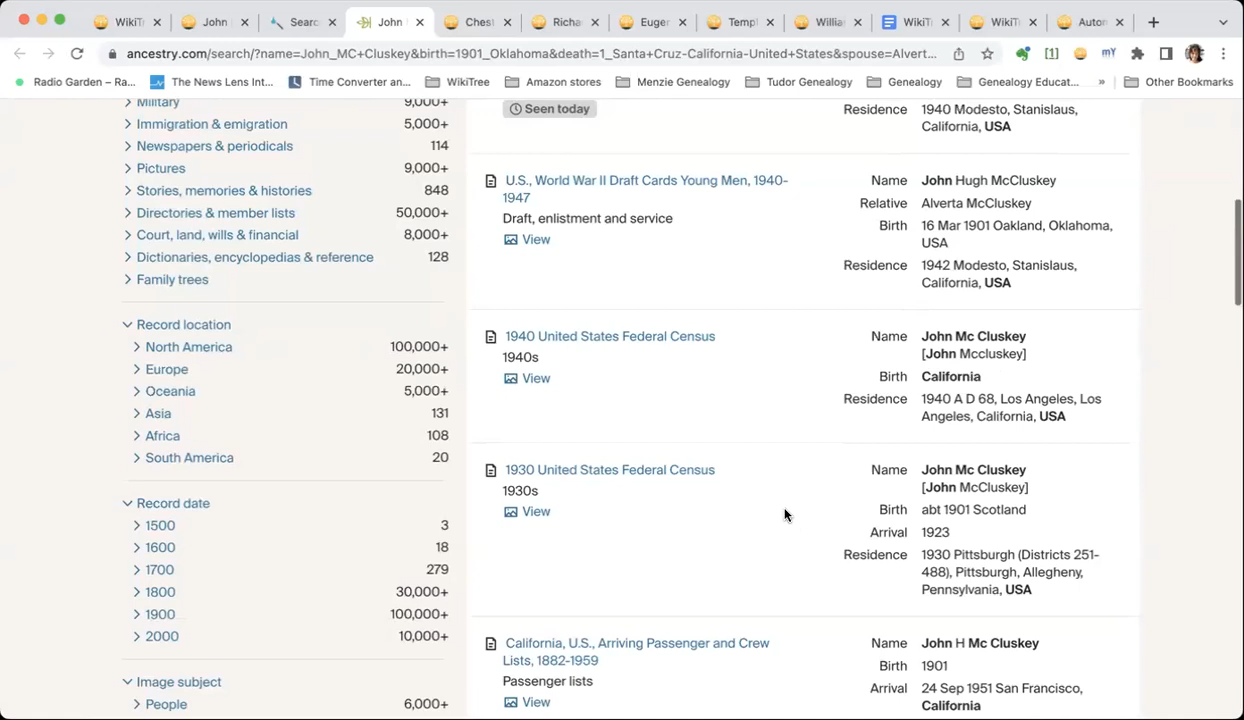 WikiTr
John
Searc
John
Chest
Richa
Euger
Templ
Willia
WikiT
WikiT
Auton
ancestry.com/search/?name=John_MC+Cluskey&birth=1901_Oklahoma&death=1_Santa+Cruz-California-United+States&spouse=Alvert...
Radio Garden – Ra...
The News Lens Int...
Time Converter an...
WikiTree
Amazon stores
Menzie Genealogy
Tudor Genealogy
Genealogy
Genealogy Educat...
»
Other Bookmarks
Military 9,000+
Immigration & emigration 5,000+
Newspapers & periodicals 114
Pictures 9,000+
Stories, memories & histories 848
Directories & member lists 50,000+
Court, land, wills & financial 8,000+
Dictionaries, encyclopedias & reference 128
Family trees
Record location
North America 100,000+
Europe 20,000+
Oceania 5,000+
Asia 131
Africa 108
South America 20
Record date
1500 3
1600 18
1700 279
1800 30,000+
1900 100,000+
2000 10,000+
Image subject
People 6,000+
Seen today
Residence 1940 Modesto, Stanislaus,
California, USA
U.S., World War II Draft Cards Young Men, 1940-
1947
Draft, enlistment and service
View
Name John Hugh McCluskey
Relative Alverta McCluskey
Birth 16 Mar 1901 Oakland, Oklahoma,
USA
Residence 1942 Modesto, Stanislaus,
California, USA
1940 United States Federal Census
1940s
View
Name John Mc Cluskey
[John Mccluskey]
Birth California
Residence 1940 A D 68, Los Angeles, Los
Angeles, California, USA
1930 United States Federal Census
1930s
View
Name John Mc Cluskey
[John McCluskey]
Birth abt 1901 Scotland
Arrival 1923
Residence 1930 Pittsburgh (Districts 251-
488), Pittsburgh, Allegheny,
Pennsylvania, USA
California, U.S., Arriving Passenger and Crew
Lists, 1882-1959
Passenger lists
View
Name John H Mc Cluskey
Birth 1901
Arrival 24 Sep 1951 San Francisco,
California